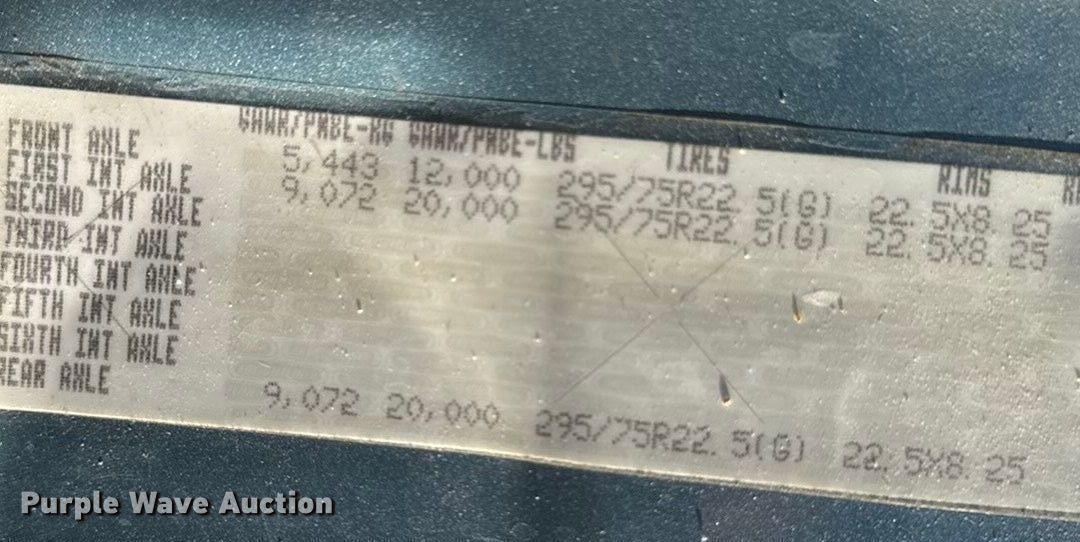 GAWR/PNBE-KG GAWR/PNBE-LBS TIRES RIMS
FRONT AXLE 5,443 12,000 295/75R22.5(G) 22.5X8.25
FIRST INT AXLE 9,072 20,000 295/75R22.5(G) 22.5X8.25
SECOND INT AXLE
THIRD INT AXLE
FOURTH INT AXLE
FIFTH INT AXLE
SIXTH INT AXLE
REAR AXLE 9,072 20,000 295/75R22.5(G) 22.5X8.25
Purple Wave Auction